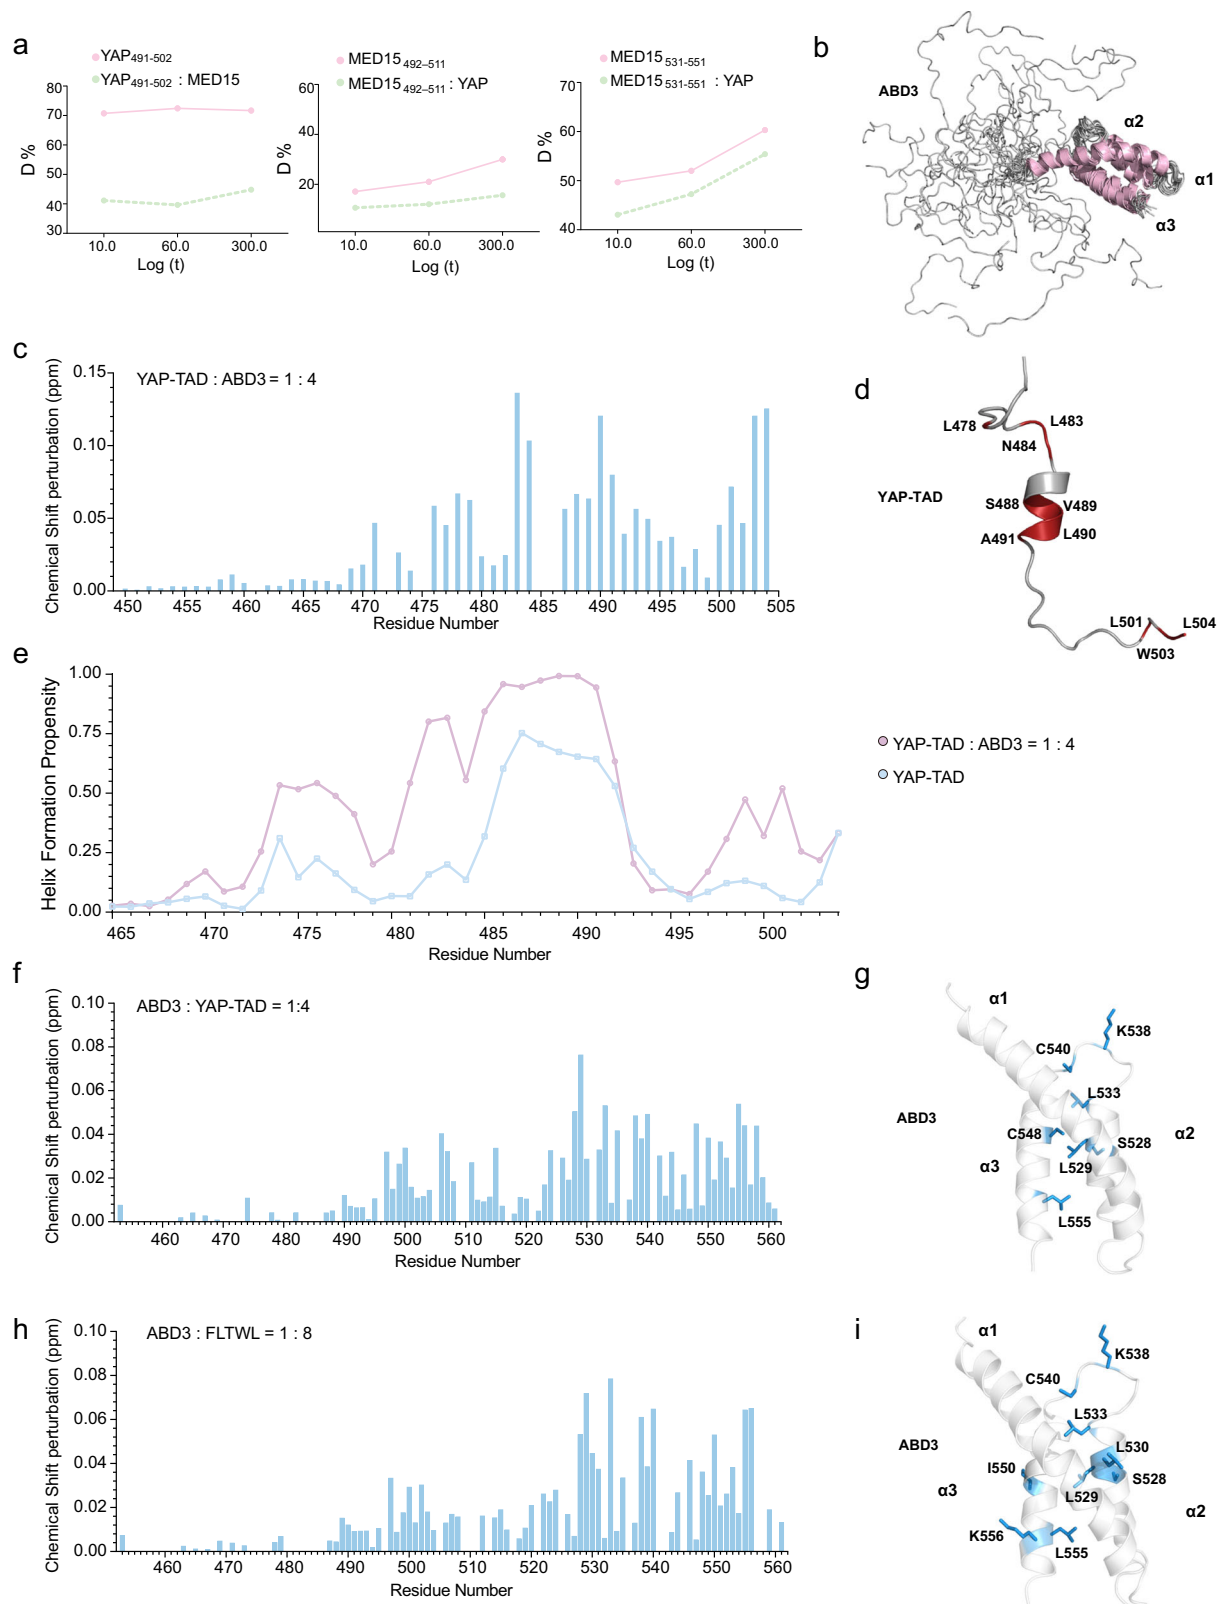 a
YAP491-502
YAP491-502 : MED15
D %
80
70
60
50
40
30
10.0 60.0 300.0
Log (t)
MED15492–511
MED15492–511 : YAP
D %
60
40
20
10.0 60.0 300.0
Log (t)
MED15531-551
MED15531-551 : YAP
D %
70
60
50
40
10.0 60.0 300.0
Log (t)
b
ABD3
α2
α1
α3
c
YAP-TAD : ABD3 = 1 : 4
Chemical Shift perturbation (ppm)
0.15
0.10
0.05
0.00
450 455 460 465 470 475 480 485 490 495 500 505
Residue Number
d
L478
L483
N484
YAP-TAD
S488
V489
A491
L490
L501
L504
W503
e
Helix Formation Propensity
1.00
0.75
0.50
0.25
0.00
465 470 475 480 485 490 495 500
Residue Number
YAP-TAD : ABD3 = 1 : 4
YAP-TAD
f
ABD3 : YAP-TAD = 1:4
Chemical Shift perturbation (ppm)
0.10
0.08
0.06
0.04
0.02
0.00
460 470 480 490 500 510 520 530 540 550 560
Residue Number
g
α1
K538
C540
L533
ABD3
C548
S528
α2
α3
L529
L555
h
ABD3 : FLTWL = 1 : 8
Chemical Shift perturbation (ppm)
0.10
0.08
0.06
0.04
0.02
0.00
460 470 480 490 500 510 520 530 540 550 560
Residue Number
i
α1
K538
C540
L533
ABD3
L530
I550
S528
α3
L529
α2
K556
L555